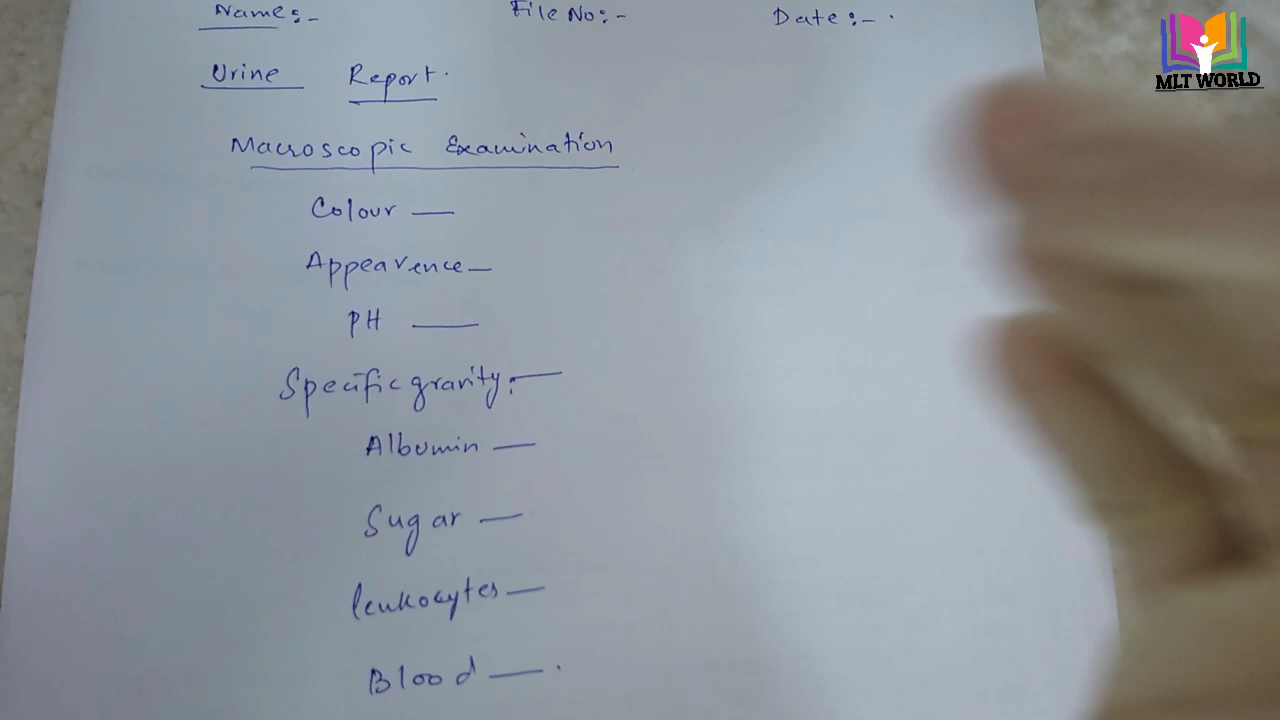 Name:- File No:- Date:-.
MLT WORLD
Urine Report.
Macroscopic Examination
Colour —
Appearence —
PH —
Specific gravity:—
Albumin —
Sugar —
leukocytes —
Blood —.